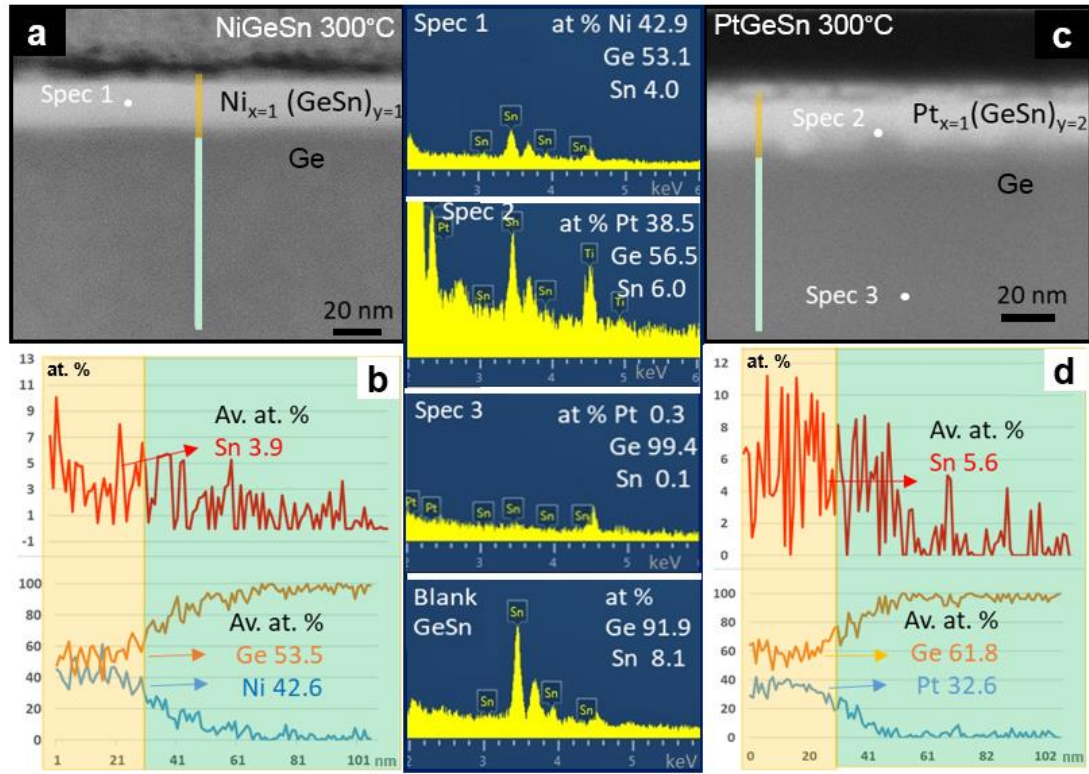 a
NiGeSn 300°C
Spec 1
Ni x=1 (GeSn) y=1
Ge
20 nm
Spec 1
at % Ni 42.9
Ge 53.1
Sn 4.0
Sn
Sn
Sn
Sn
3
4
5
6
keV
Spec 2
at % Pt 38.5
Ge 56.5
Sn 6.0
Pt
Sn
Sn
Sn
Ti
Ti
3
4
5
6
keV
Spec 3
at % Pt 0.3
Ge 99.4
Sn 0.1
Pt
Pt
Sn
Sn
Sn
Sn
3
4
5
6
keV
Blank
GeSn
at %
Ge 91.9
Sn 8.1
Sn
Sn
Sn
Sn
2
3
4
5
6
keV
PtGeSn 300°C
c
Spec 2
Pt x=1 (GeSn) y=2
Ge
Spec 3
20 nm
b
at. %
13
11
9
7
5
3
1
-1
Av. at. %
Sn 3.9
100
80
60
40
20
0
Av. at. %
Ge 53.5
Ni 42.6
1 21 41 61 81 101 nm
d
at. %
12
10
8
6
4
2
0
Av. at. %
Sn 5.6
100
80
60
40
20
0
Av. at. %
Ge 61.8
Pt 32.6
0 20 41 61 82 102 nm